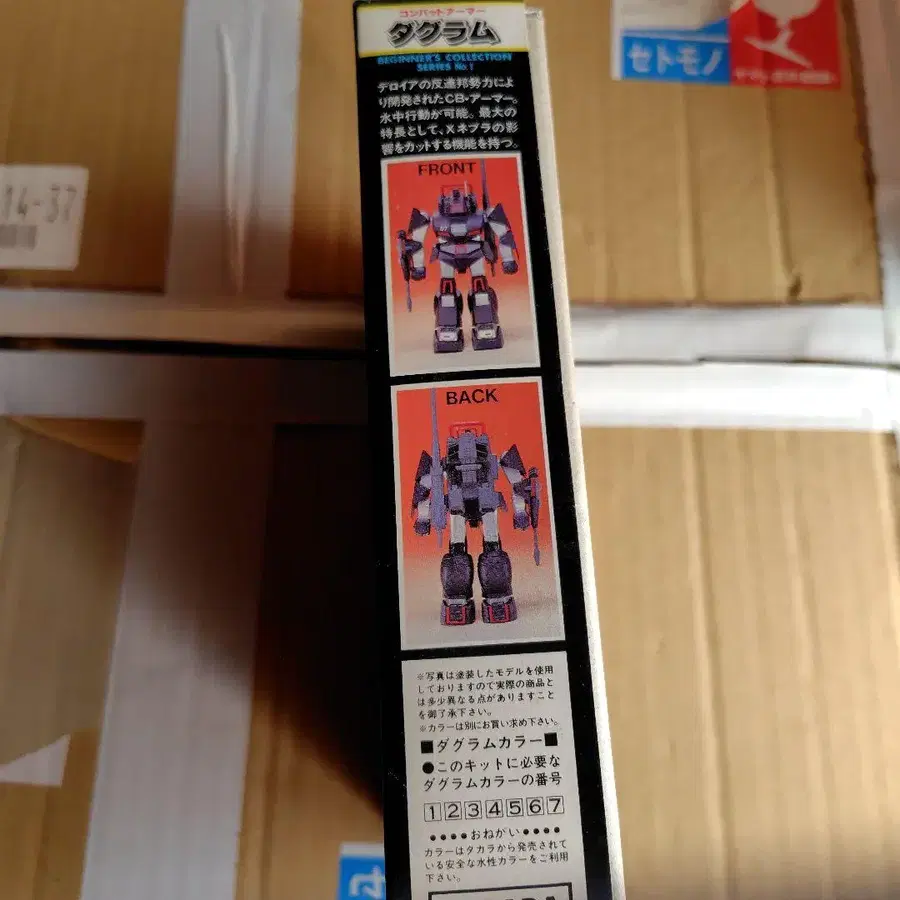 コンバットアーマー
ダグラム
BEGINNER'S COLLECTION
SERIES No.1
デロイアの反連邦勢力によ
り開発されたCB・アーマー。
水中行動が可能。最大の
特長として、Xネブラの影
響をカットする機能を持つ。
FRONT
BACK
※写真は塗装したモデルを使用
しておりますので実際の商品と
は多少異なる点がありますこと
を御了承下さい。
※カラーは別にお買い求め下さい。
■ダグラムカラー■
●このキットに必要な
ダグラムカラーの番号
1234567
••••おねがい••••
カラーはタカラから発売されて
いる安全な水性カラーをご利用
下さい。
セトモノ
14-37
セ